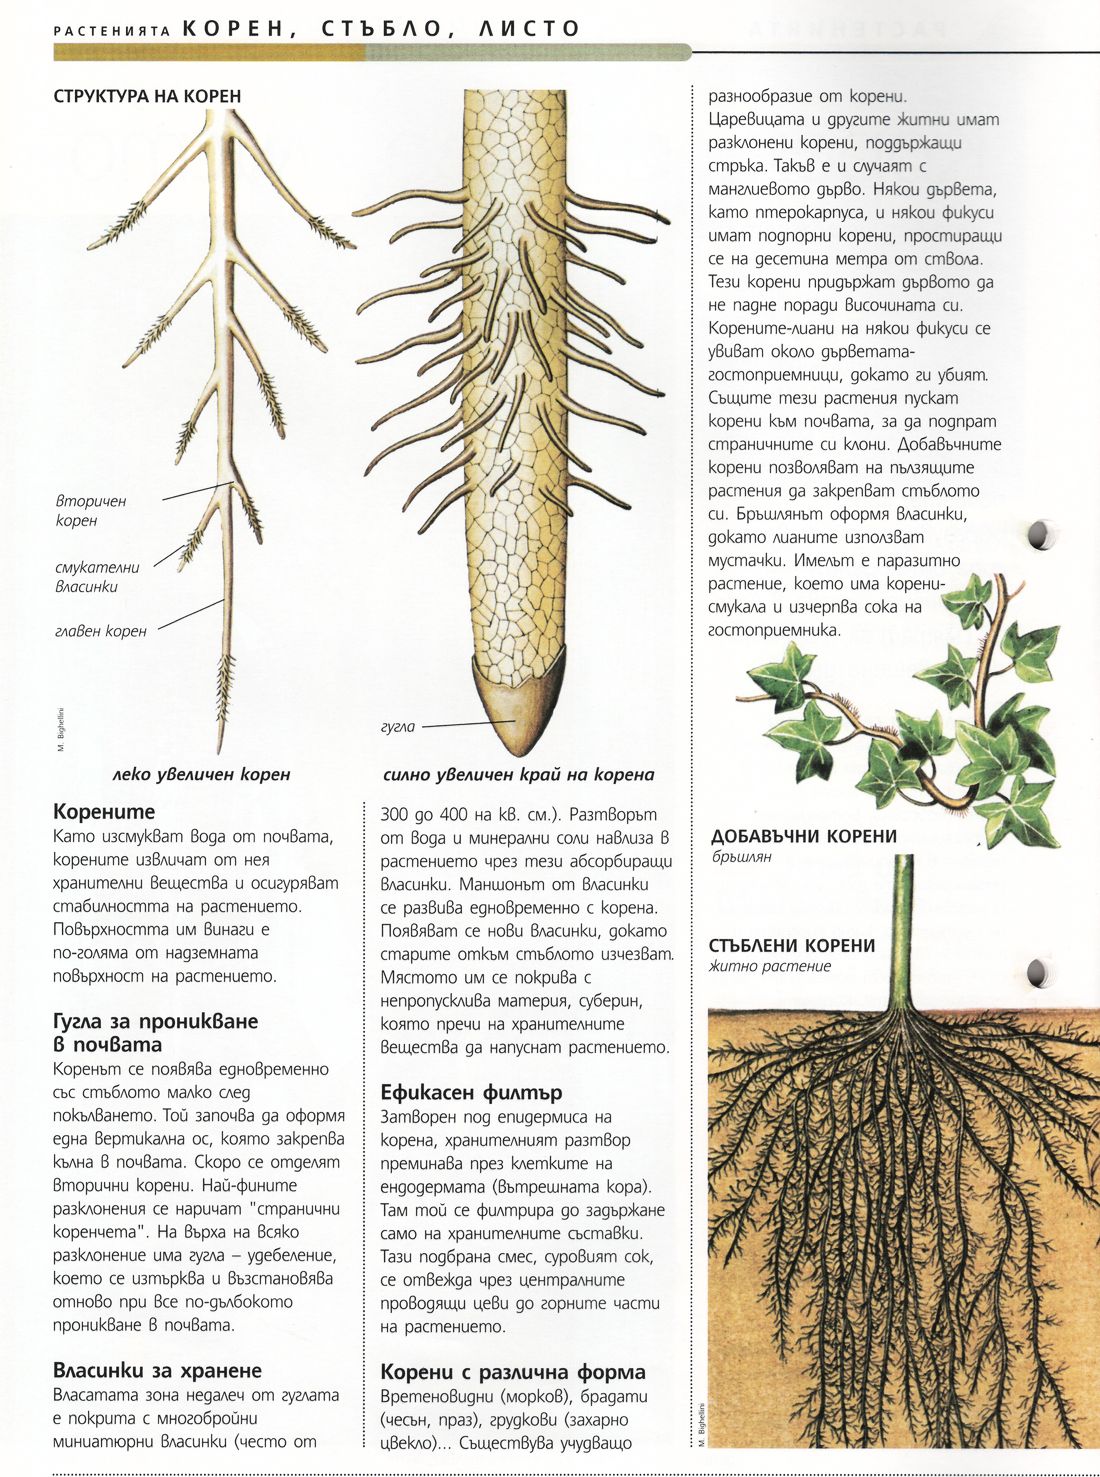 РАСТЕНИЯТА КОРЕН, СТЪБЛО, ЛИСТО
СТРУКТУРА НА КОРЕН
вторичен
корен
смукателни
власинки
главен корен
M. Bighellini
леко увеличен корен
гугла
силно увеличен край на корена
Корените
Като изсмукват вода от почвата,
корените извличат от нея
хранителни вещества и осигуряват
стабилността на растението.
Повърхността им винаги е
по-голяма от надземната
повърхност на растението.
Гугла за проникване
в почвата
Коренът се появява едновременно
със стъблото малко след
покълването. Той започва да оформя
една вертикална ос, която закрепва
кълна в почвата. Скоро се отделят
вторични корени. Най-фините
разклонения се наричат "странични
коренчета". На върха на всяко
разклонение има гугла – удебеление,
което се изтърква и възстановява
отново при все по-дълбокото
проникване в почвата.
Власинки за хранене
Власатата зона недалеч от гуглата
е покрита с многобройни
миниатюрни власинки (често от
300 до 400 на кв. см.). Разтворът
от вода и минерални соли навлиза в
растението чрез тези абсорбиращи
власинки. Маншонът от власинки
се развива едновременно с корена.
Появяват се нови власинки, докато
старите откъм стъблото изчезват.
Мястото им се покрива с
непропусклива материя, суберин,
която пречи на хранителните
вещества да напуснат растението.
Ефикасен филтър
Затворен под епидермиса на
корена, хранителният разтвор
преминава през клетките на
ендодермата (вътрешната кора).
Там той се филтрира до задържане
само на хранителните съставки.
Тази подбрана смес, суровият сок,
се отвежда чрез централните
проводящи цеви до горните части
на растението.
Корени с различна форма
Вретеновидни (морков), брадати
(чесън, праз), грудкови (захарно
цвекло)... Съществува учудващо
разнообразие от корени.
Царевицата и другите житни имат
разклонени корени, поддържащи
стръка. Такъв е и случаят с
манглиевото дърво. Някои дървета,
като птерокарпуса, и някои фикуси
имат подпорни корени, простиращи
се на десетина метра от ствола.
Тези корени придържат дървото да
не падне поради височината си.
Корените-лиани на някои фикуси се
увиват около дърветата-
гостоприемници, докато ги убият.
Същите тези растения пускат
корени към почвата, за да подпрат
страничните си клони. Добавъчните
корени позволяват на пълзящите
растения да закрепват стъблото
си. Бръшлянът оформя власинки,
докато лианите използват
мустачки. Имелът е паразитно
растение, което има корени-
смукала и изчерпва сока на
гостоприемника.
ДОБАВЪЧНИ КОРЕНИ
бръшлян
СТЪБЛЕНИ КОРЕНИ
житно растение
M. Bighellini